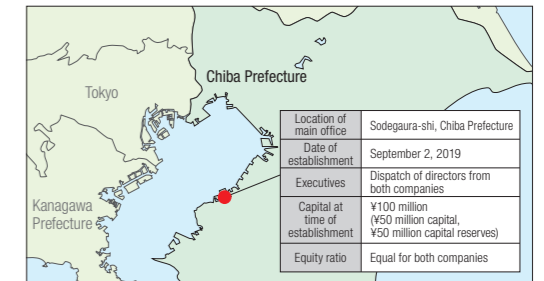 Chiba Prefecture
Tokyo
Kanagawa
Prefecture
Location of
main office
Sodegaura-shi, Chiba Prefecture
Date of
establishment
September 2, 2019
Executives
Dispatch of directors from
both companies
Capital at
time of
establishment
¥100 million
(¥50 million capital,
¥50 million capital reserves)
Equity ratio
Equal for both companies